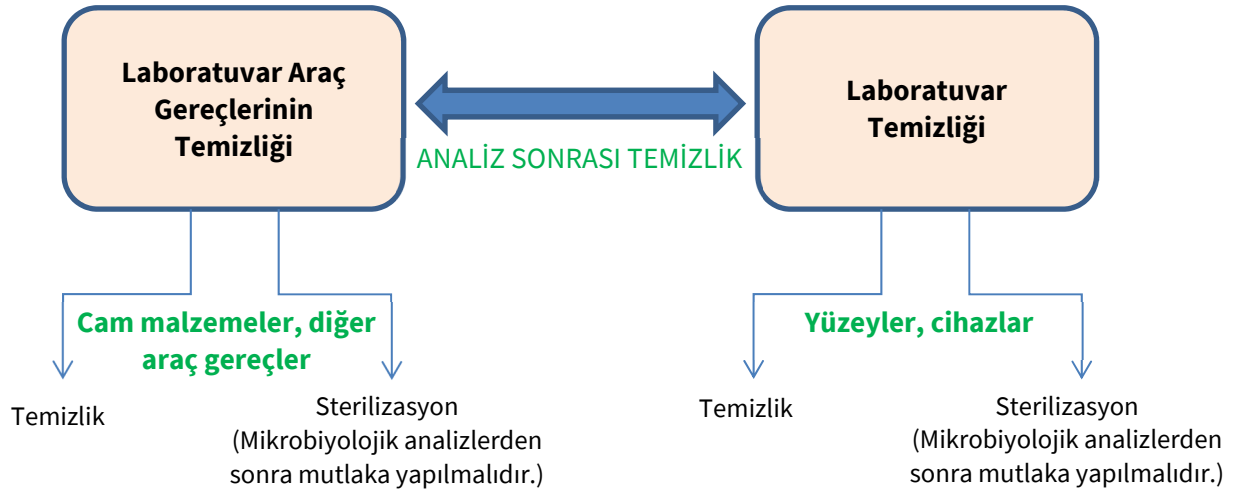 Laboratuvar Araç
Gereçlerinin
Temizliği
ANALİZ SONRASI TEMİZLİK
Laboratuvar
Temizliği
Cam malzemeler, diğer
araç gereçler
Temizlik
Sterilizasyon
(Mikrobiyolojik analizlerden
sonra mutlaka yapılmalıdır.)
Yüzeyler, cihazlar
Temizlik
Sterilizasyon
(Mikrobiyolojik analizlerden
sonra mutlaka yapılmalıdır.)